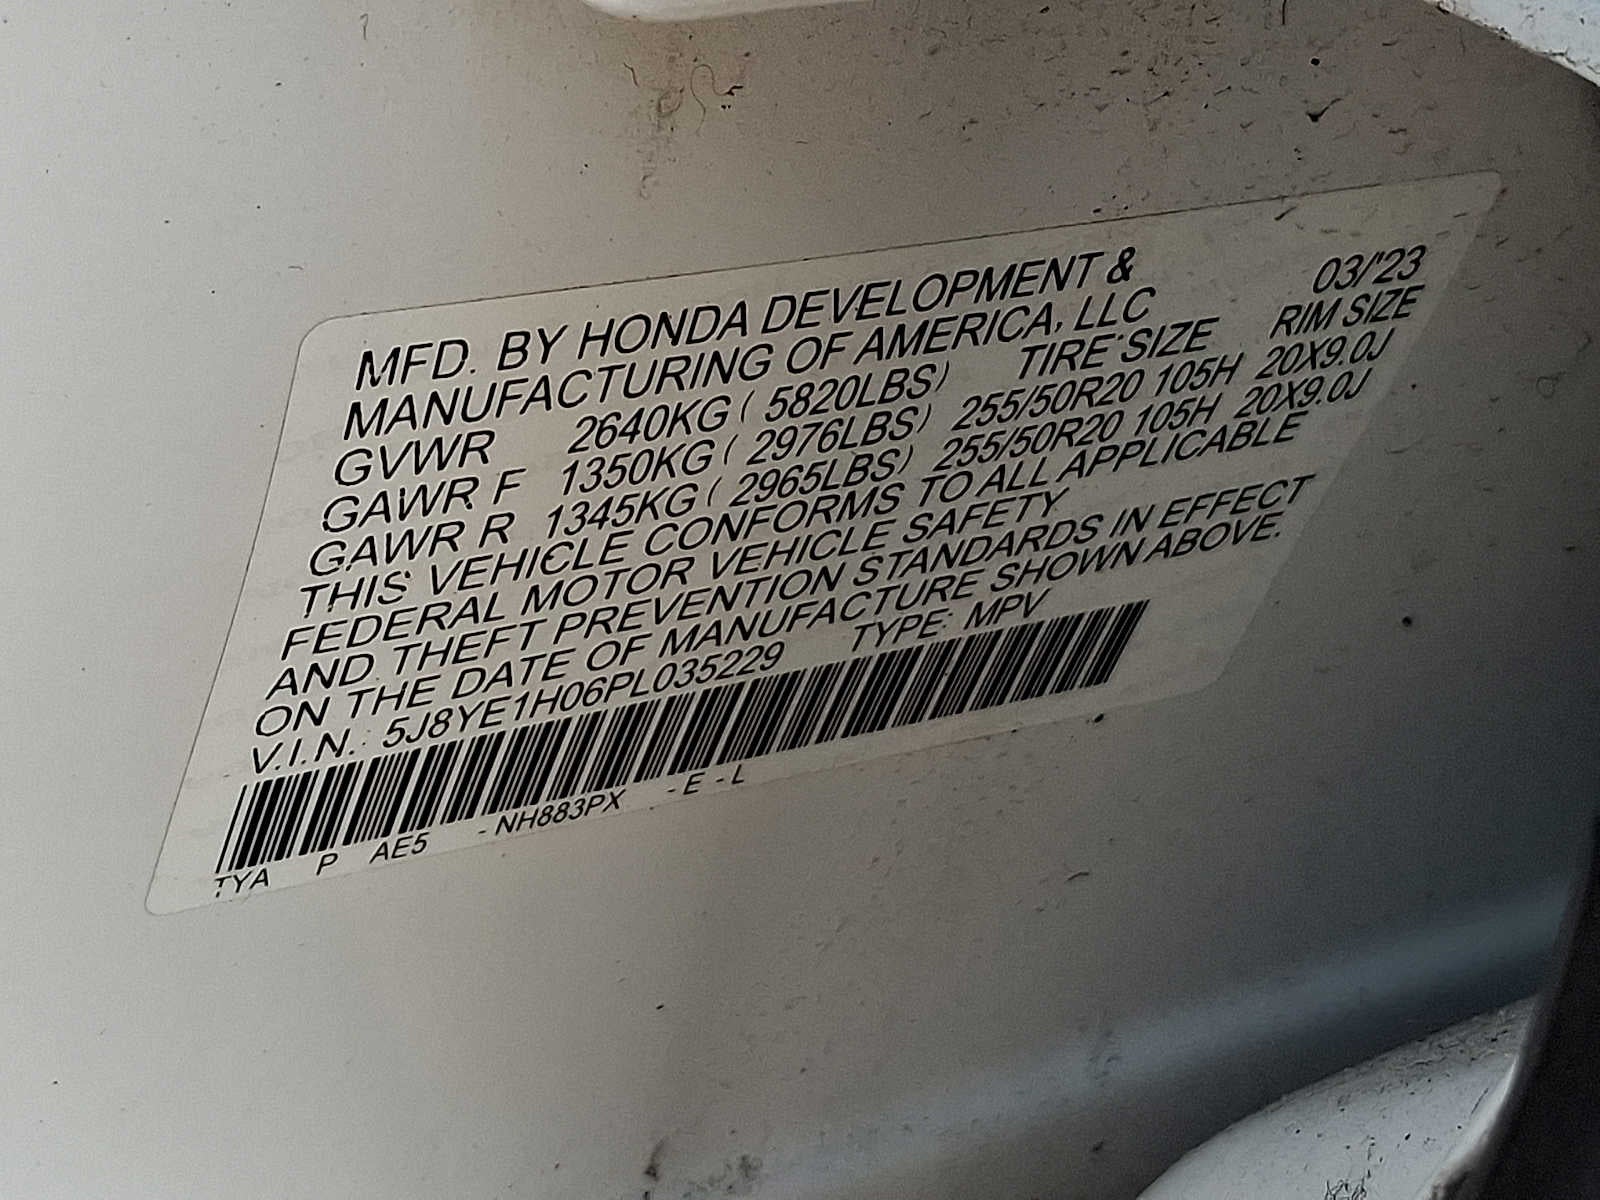 MFD. BY HONDA DEVELOPMENT & 03/'23
MANUFACTURING OF AMERICA, LLC
GVWR 2640KG ( 5820LBS) TIRE SIZE RIM SIZE
GAWR F 1350KG ( 2976LBS) 255/50R20 105H 20X9.0J
GAWR R 1345KG ( 2965LBS) 255/50R20 105H 20X9.0J
THIS VEHICLE CONFORMS TO ALL APPLICABLE
FEDERAL MOTOR VEHICLE SAFETY
AND THEFT PREVENTION STANDARDS IN EFFECT
ON THE DATE OF MANUFACTURE SHOWN ABOVE.
V.I.N.: 5J8YE1H06PL035229 TYPE: MPV
TYA P AE5 -NH883PX -E -L